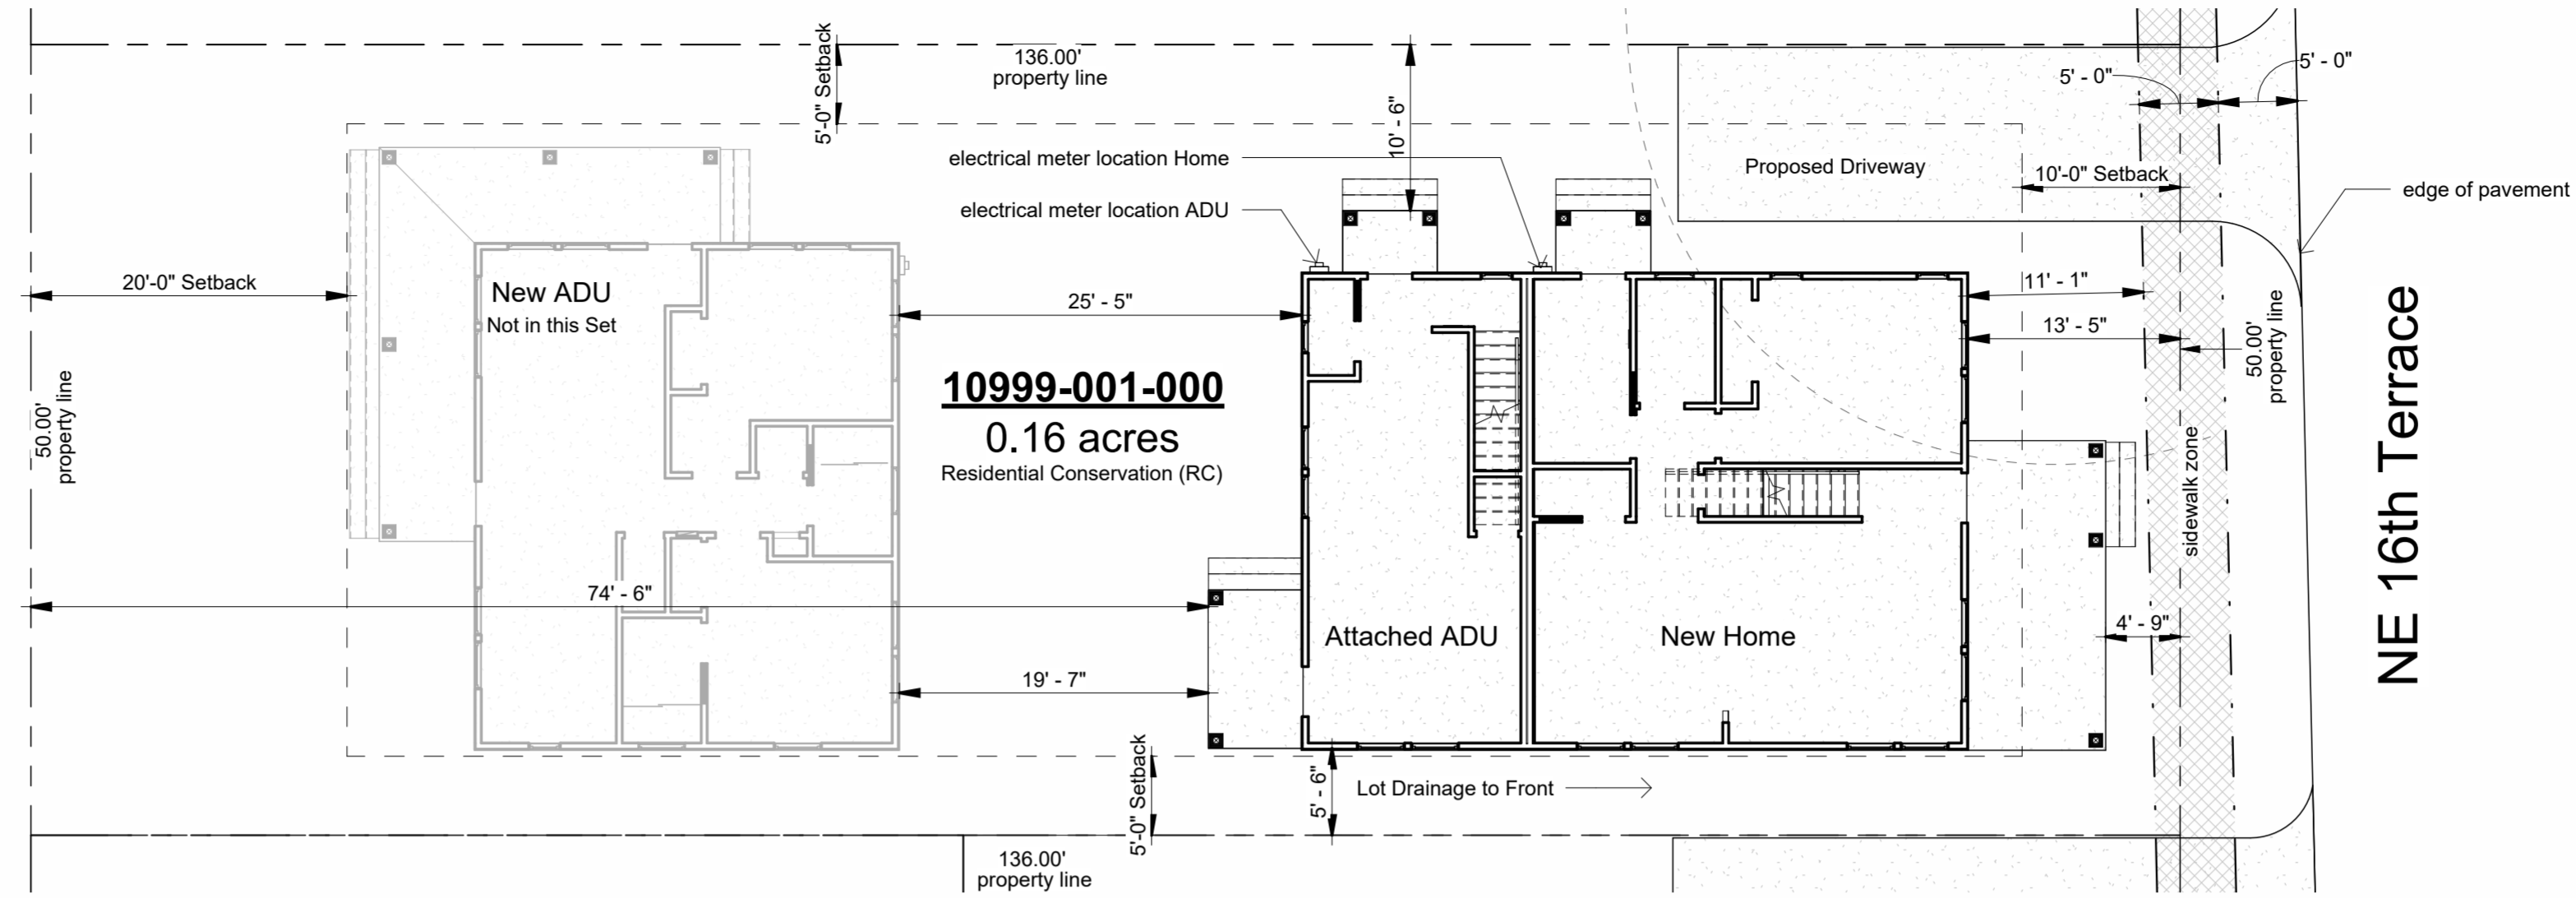 5'-0" Setback
136.00'
property line
10' - 6"
5' - 0"
5' - 0"
electrical meter location Home
electrical meter location ADU
Proposed Driveway
10'-0" Setback
edge of pavement
20'-0" Setback
New ADU
Not in this Set
25' - 5"
11' - 1"
13' - 5"
50.00'
property line
NE 16th Terrace
10999-001-000
0.16 acres
Residential Conservation (RC)
50.00'
property line
sidewalk zone
74' - 6"
Attached ADU
New Home
4' - 9"
19' - 7"
5'-0" Setback
5' - 6"
Lot Drainage to Front
136.00'
property line